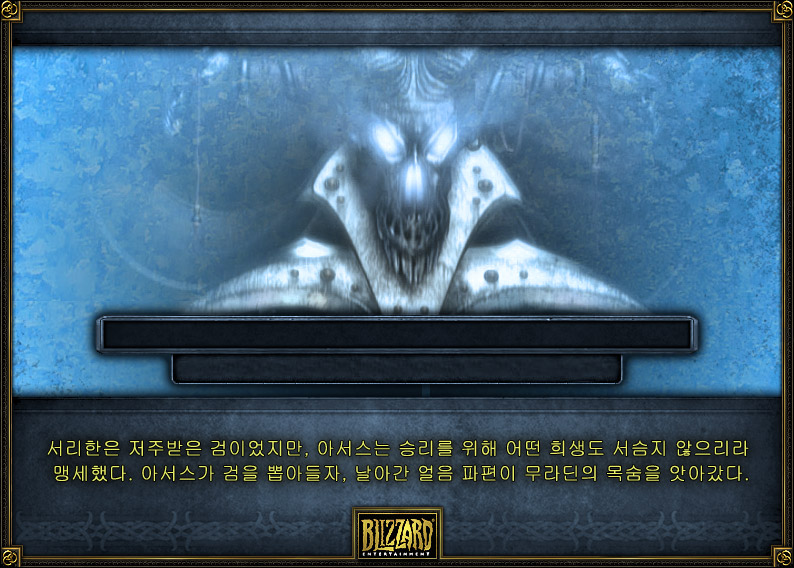 서리한은 저주받은 검이었지만, 아서스는 승리를 위해 어떤 희생도 서슴지 않으리라
맹세했다. 아서스가 검을 뽑아들자, 날아간 얼음 파편이 무라딘의 목숨을 앗아갔다.
BLIZZARD
ENTERTAINMENT